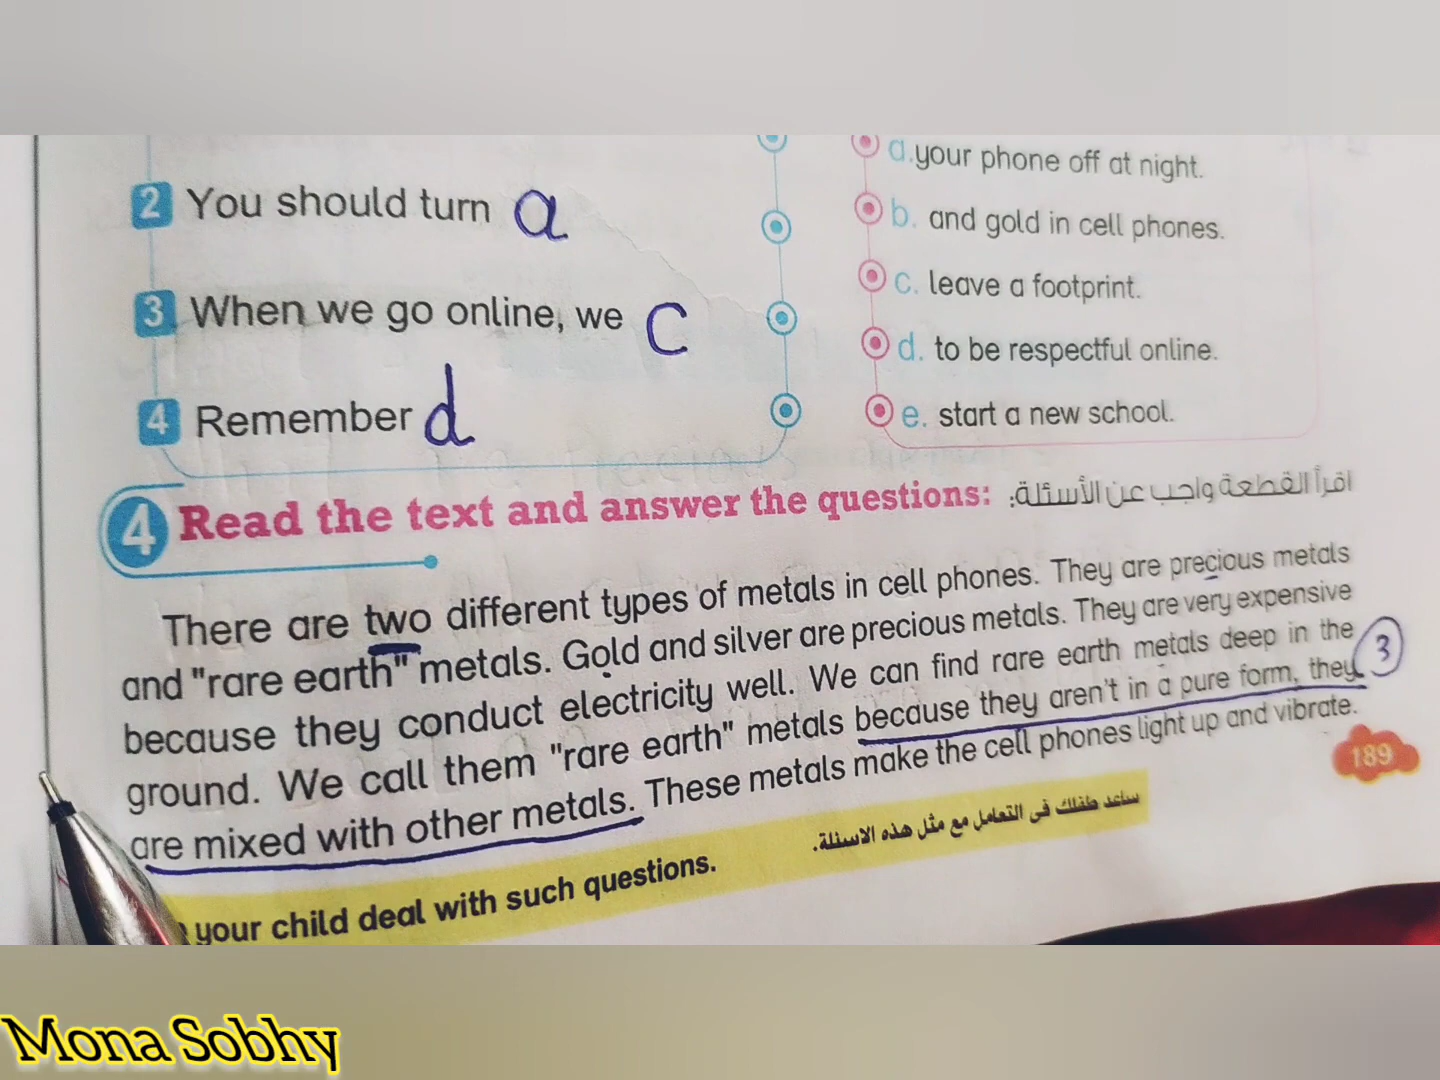 a. your phone off at night.
2 You should turn a
b. and gold in cell phones.
3 When we go online, we c
c. leave a footprint.
d. to be respectful online.
4 Remember d
e. start a new school.
4 Read the text and answer the questions: اقرأ القطعة واجب عن الأسئلة:
There are two different types of metals in cell phones. They are precious metals
and "rare earth" metals. Gold and silver are precious metals. They are very expensive
because they conduct electricity well. We can find rare earth metals deep in the
ground. We call them "rare earth" metals because they aren't in a pure form, they 3
are mixed with other metals. These metals make the cell phones light up and vibrate.
189
your child deal with such questions. ساعد طفلك فى التعامل مع مثل هذه الاسئلة.
Mona Sobhy